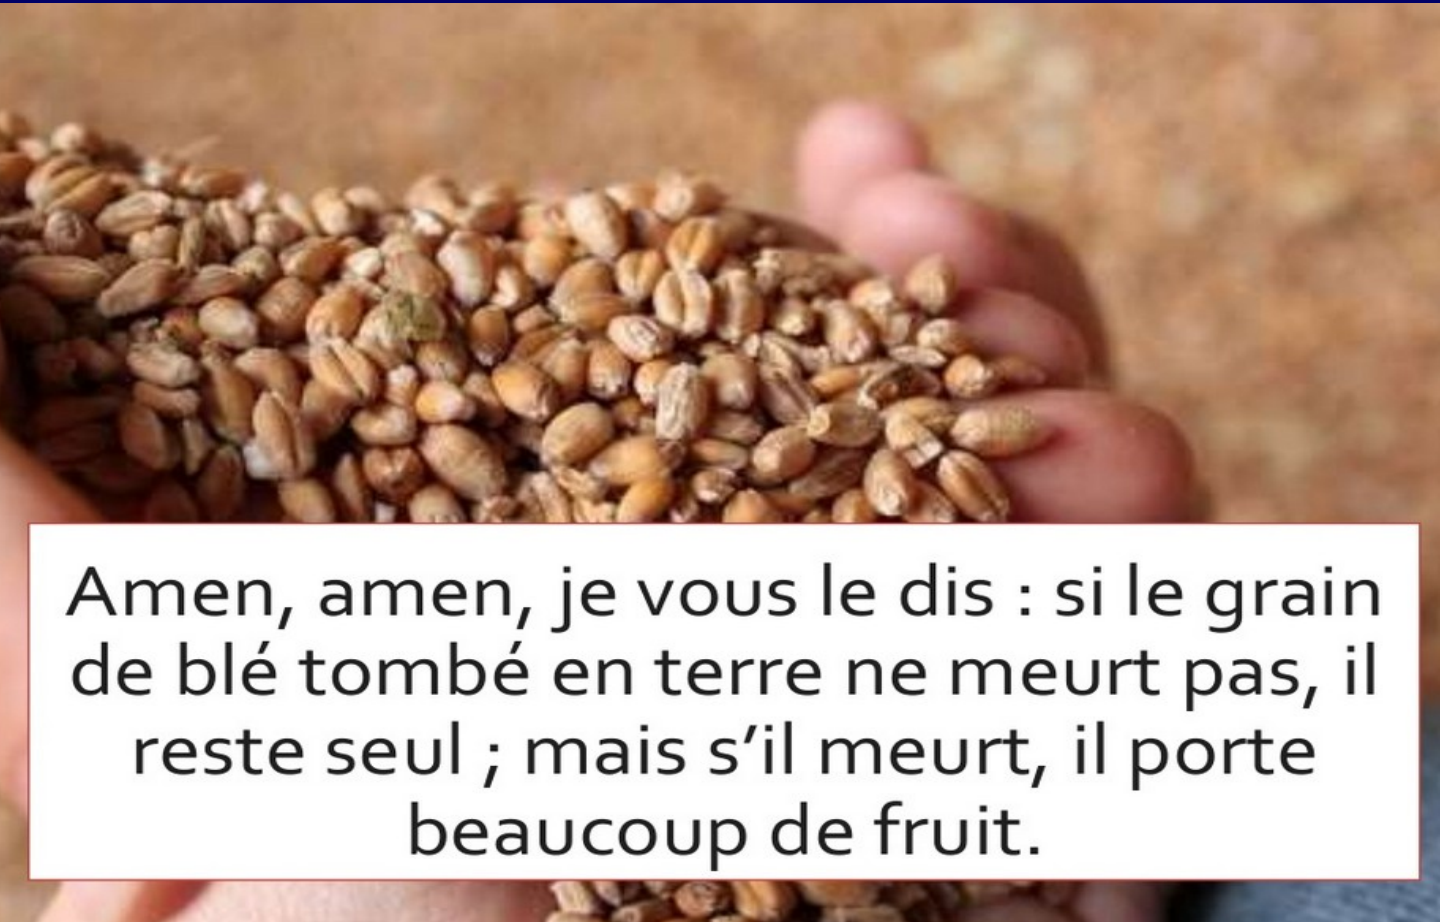 Amen, amen, je vous le dis : si le grain
de blé tombé en terre ne meurt pas, il
reste seul ; mais s’il meurt, il porte
beaucoup de fruit.